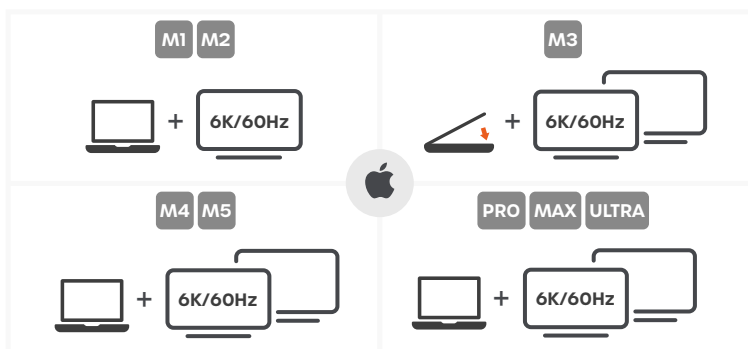 M1 M2
+ 6K/60Hz
M3
+ 6K/60Hz
M4 M5
+ 6K/60Hz
PRO MAX ULTRA
+ 6K/60Hz